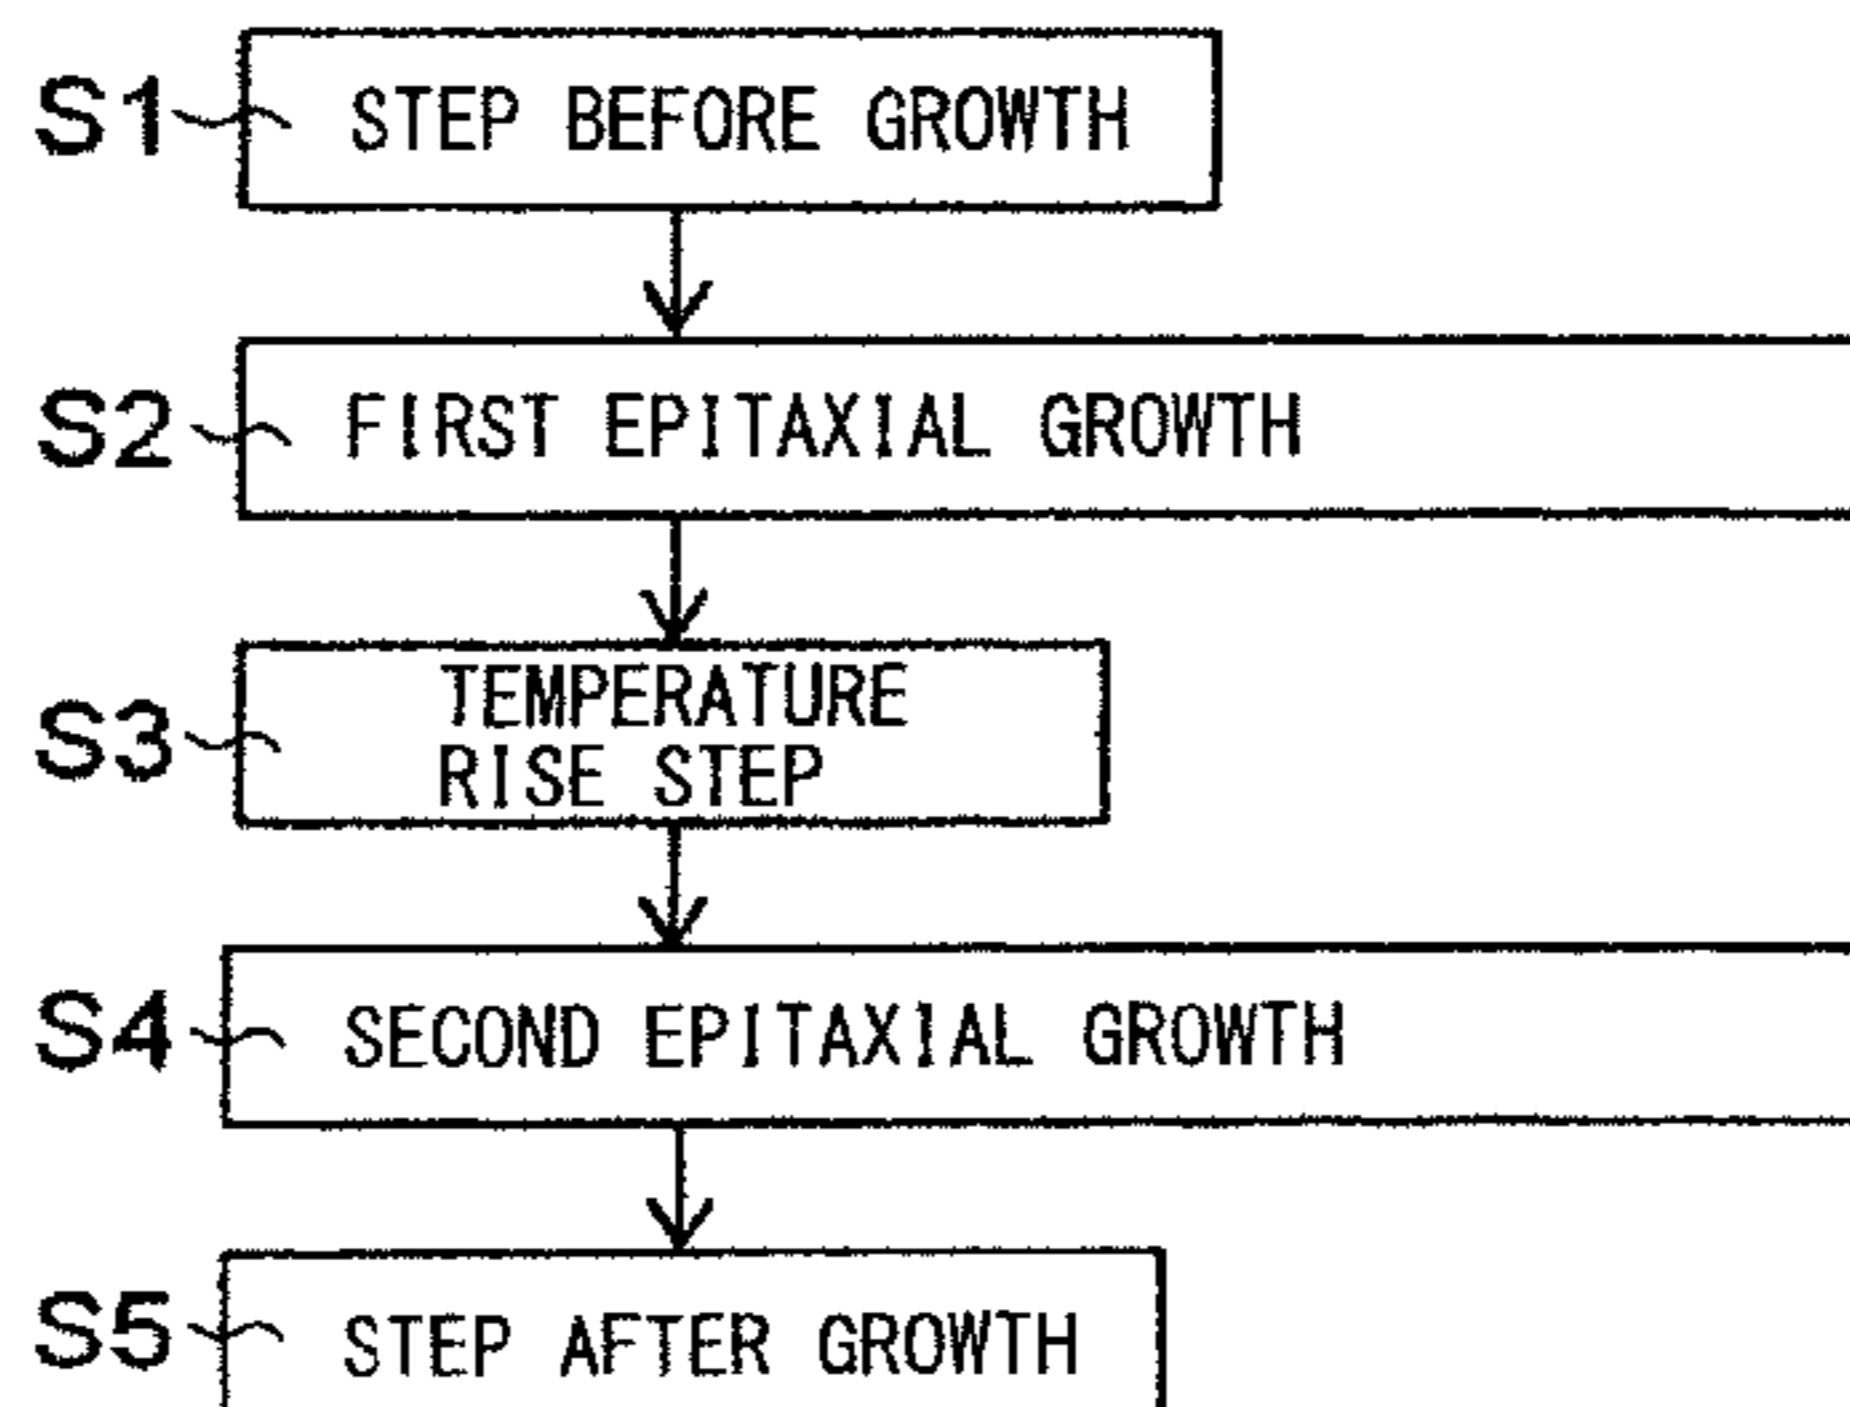 S1 STEP BEFORE GROWTH
S2 FIRST EPITAXIAL GROWTH
S3 TEMPERATURE
RISE STEP
S4 SECOND EPITAXIAL GROWTH
S5 STEP AFTER GROWTH